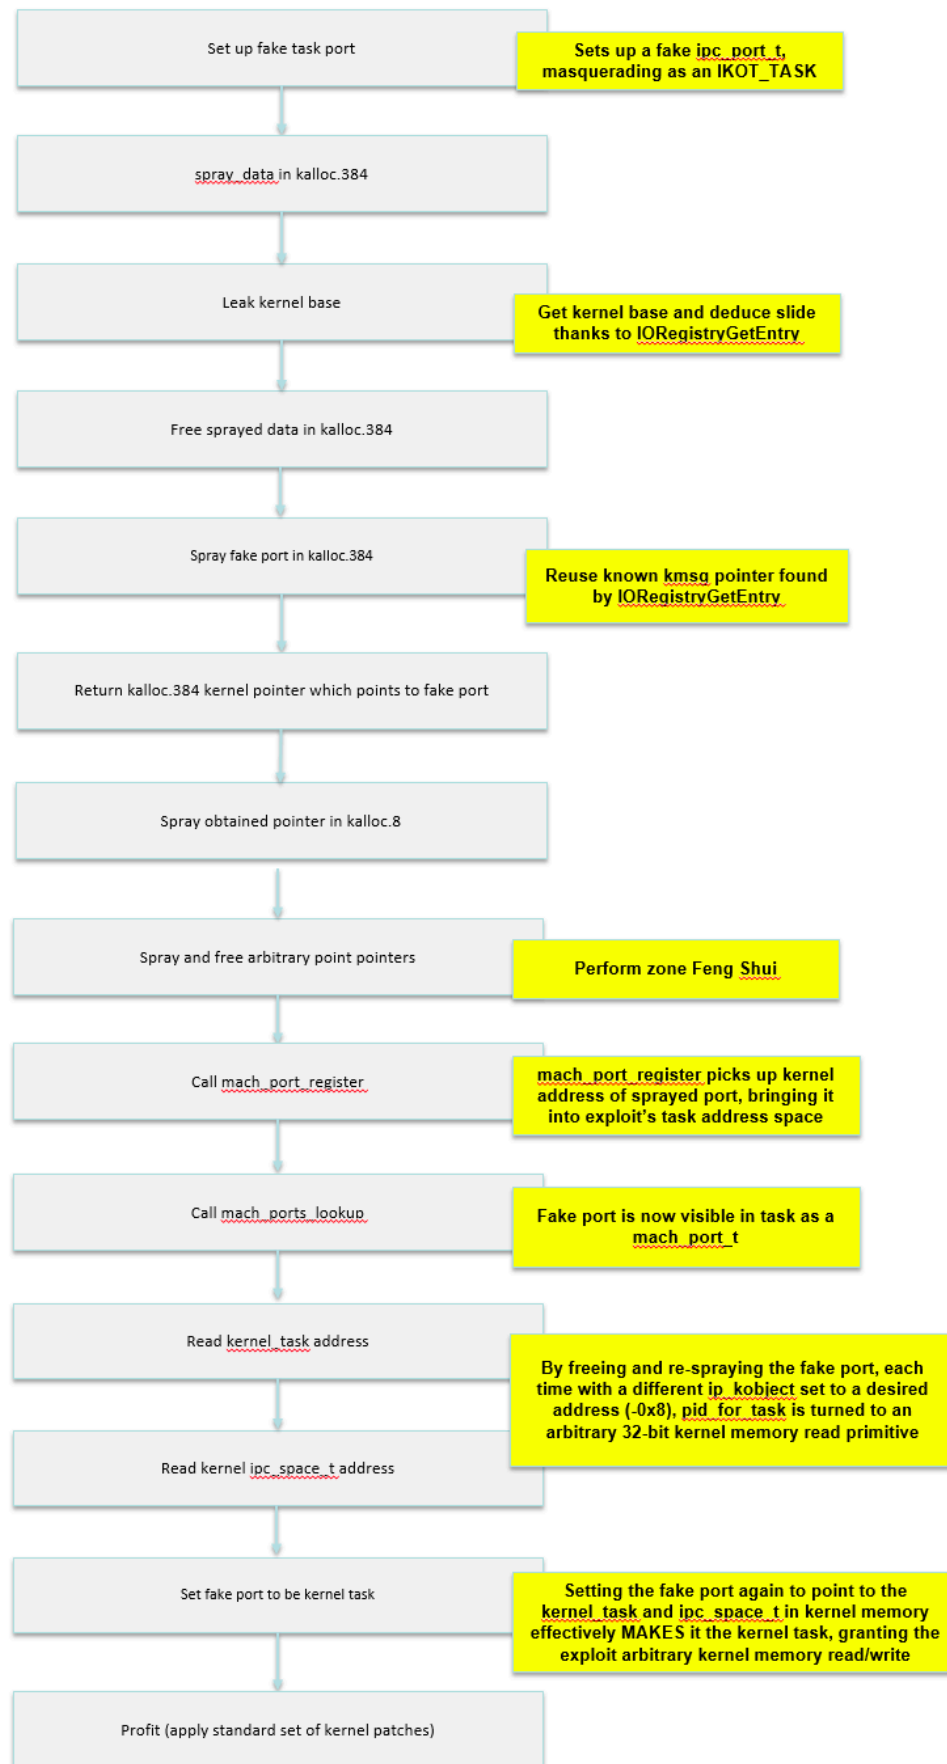 Set up fake task port
Sets up a fake ipc_port_t,
masquerading as an IKOT_TASK
spray_data in kalloc.384
Leak kernel base
Get kernel base and deduce slide
thanks to IORegistryGetEntry
Free sprayed data in kalloc.384
Spray fake port in kalloc.384
Reuse known kmsg pointer found
by IORegistryGetEntry
Return kalloc.384 kernel pointer which points to fake port
Spray obtained pointer in kalloc.8
Spray and free arbitrary point pointers
Perform zone Feng Shui
Call mach_port_register
mach_port_register picks up kernel
address of sprayed port, bringing it
into exploit's task address space
Call mach_ports_lookup
Fake port is now visible in task as a
mach_port_t
Read kernel_task address
By freeing and re-spraying the fake port, each
time with a different ip_kobject set to a desired
address (-0x8), pid_for_task is turned to an
arbitrary 32-bit kernel memory read primitive
Read kernel ipc_space_t address
Set fake port to be kernel task
Setting the fake port again to point to the
kernel_task and ipc_space_t in kernel memory
effectively MAKES it the kernel task, granting the
exploit arbitrary kernel memory read/write
Profit (apply standard set of kernel patches)